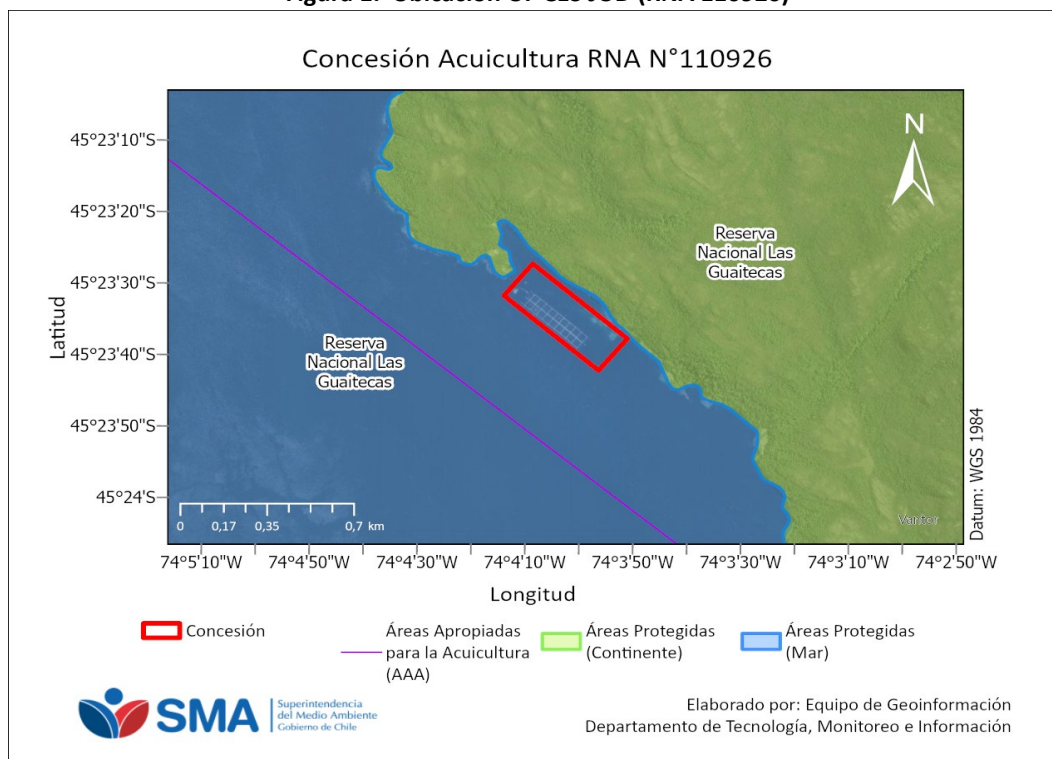 Concesión Acuicultura RNA N°110926
N
45°23'10"S
45°23'20"S
45°23'30"S
45°23'40"S
45°23'50"S
45°24'S
Latitud
Reserva
Nacional Las
Guaitecas
Reserva
Nacional Las
Guaitecas
Datum: WGS 1984
Vantor
0 0,17 0,35 0,7 km
74°5'10"W 74°4'50"W 74°4'30"W 74°4'10"W 74°3'50"W 74°3'30"W 74°3'10"W 74°2'50"W
Longitud
Concesión
Áreas Apropiadas
para la Acuicultura
(AAA)
Áreas Protegidas
(Continente)
Áreas Protegidas
(Mar)
SMA
Superintendencia
del Medio Ambiente
Gobierno de Chile
Elaborado por: Equipo de Geoinformación
Departamento de Tecnología, Monitoreo e Información